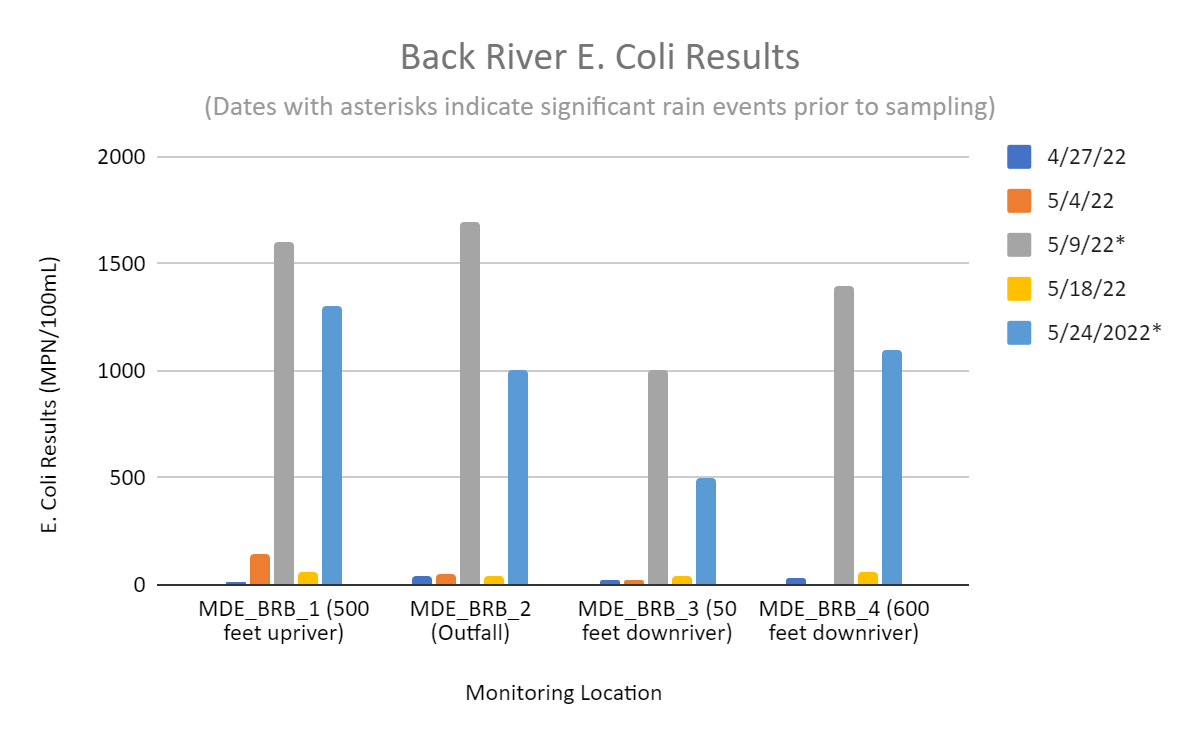 Back River E. Coli Results
(Dates with asterisks indicate significant rain events prior to sampling)
2000
1500
1000
500
0
E. Coli Results (MPN/100mL)
4/27/22
5/4/22
5/9/22*
5/18/22
5/24/2022*
MDE_BRB_1 (500
feet upriver)
MDE_BRB_2
(Outfall)
MDE_BRB_3 (50
feet downriver)
MDE_BRB_4 (600
feet downriver)
Monitoring Location